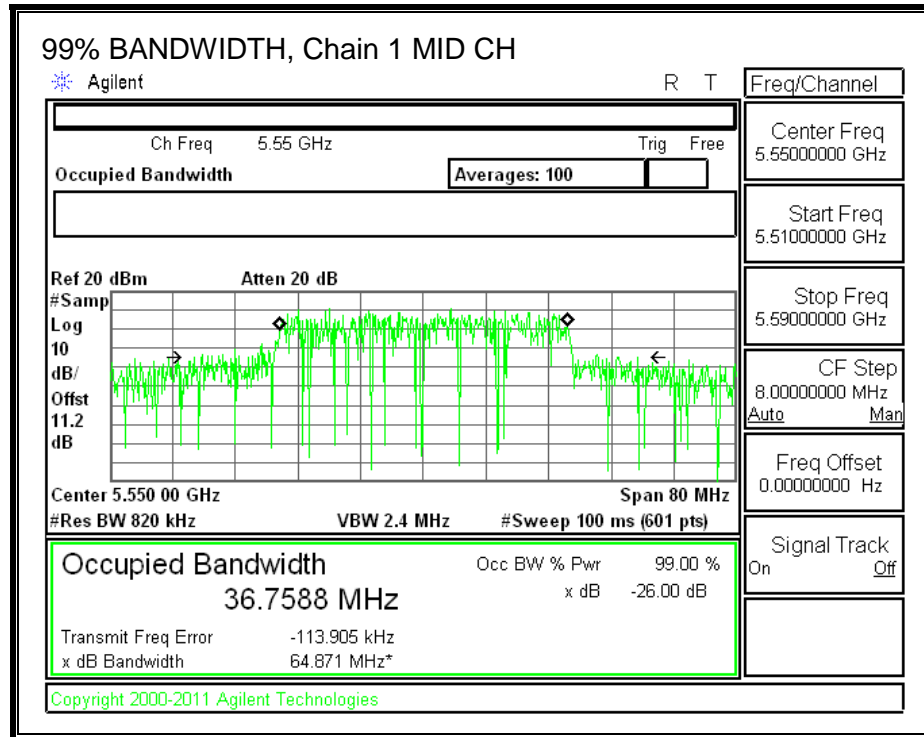 99% BANDWIDTH, Chain 1 MID CH
Agilent R T
Ch Freq 5.55 GHz Trig Free
Occupied Bandwidth Averages: 100
Ref 20 dBm Atten 20 dB
#Samp
Log
10
dB/
Offst
11.2
dB
Center 5.550 00 GHz Span 80 MHz
#Res BW 820 kHz VBW 2.4 MHz #Sweep 100 ms (601 pts)
Occupied Bandwidth Occ BW % Pwr 99.00 %
36.7588 MHz x dB -26.00 dB
Transmit Freq Error -113.905 kHz
x dB Bandwidth 64.871 MHz*
Copyright 2000-2011 Agilent Technologies
Freq/Channel
Center Freq
5.55000000 GHz
Start Freq
5.51000000 GHz
Stop Freq
5.59000000 GHz
CF Step
8.00000000 MHz
Auto Man
Freq Offset
0.00000000 Hz
Signal Track
On Off